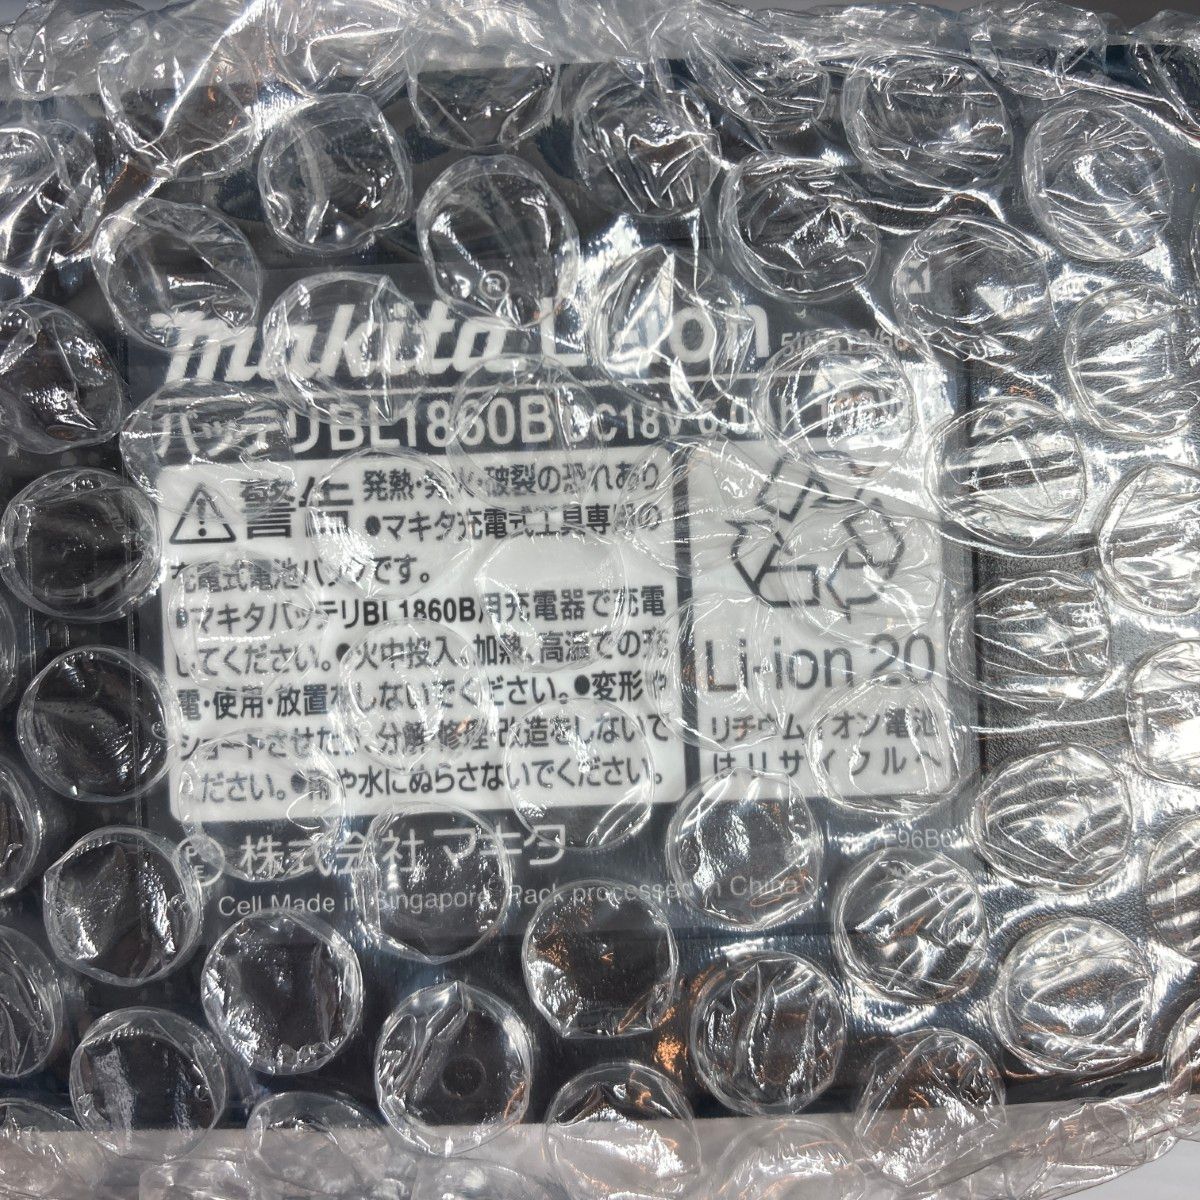 makita Li-ion
バッテリBL1860B DC18V 6.0Ah
警告 発熱・発火・破裂の恐れあり
●マキタ充電式工具専用の
充電式電池パックです。
●マキタバッテリBL1860B用充電器で充電
してください。●火中投入、加熱、高温での充
電・使用・放置をしないでください。●変形や
ショートさせたり、分解・修理・改造をしないで
ください。●雨や水にぬらさないでください。
Li-ion 20
リチウムイオン電池
はリサイクルへ
PSE 株式会社マキタ
Cell Made in Singapore, Pack processed in China